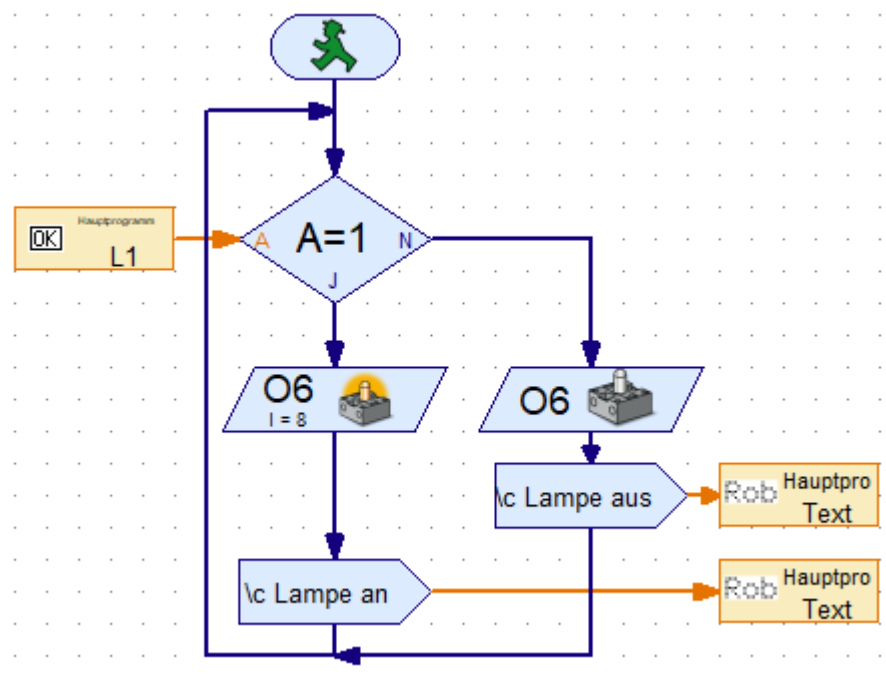 Hauptprogramm
OK
L1
A
A=1
N
J
O6
I = 8
O6
\c Lampe aus
Rob
Hauptpro
Text
\c Lampe an
Rob
Hauptpro
Text